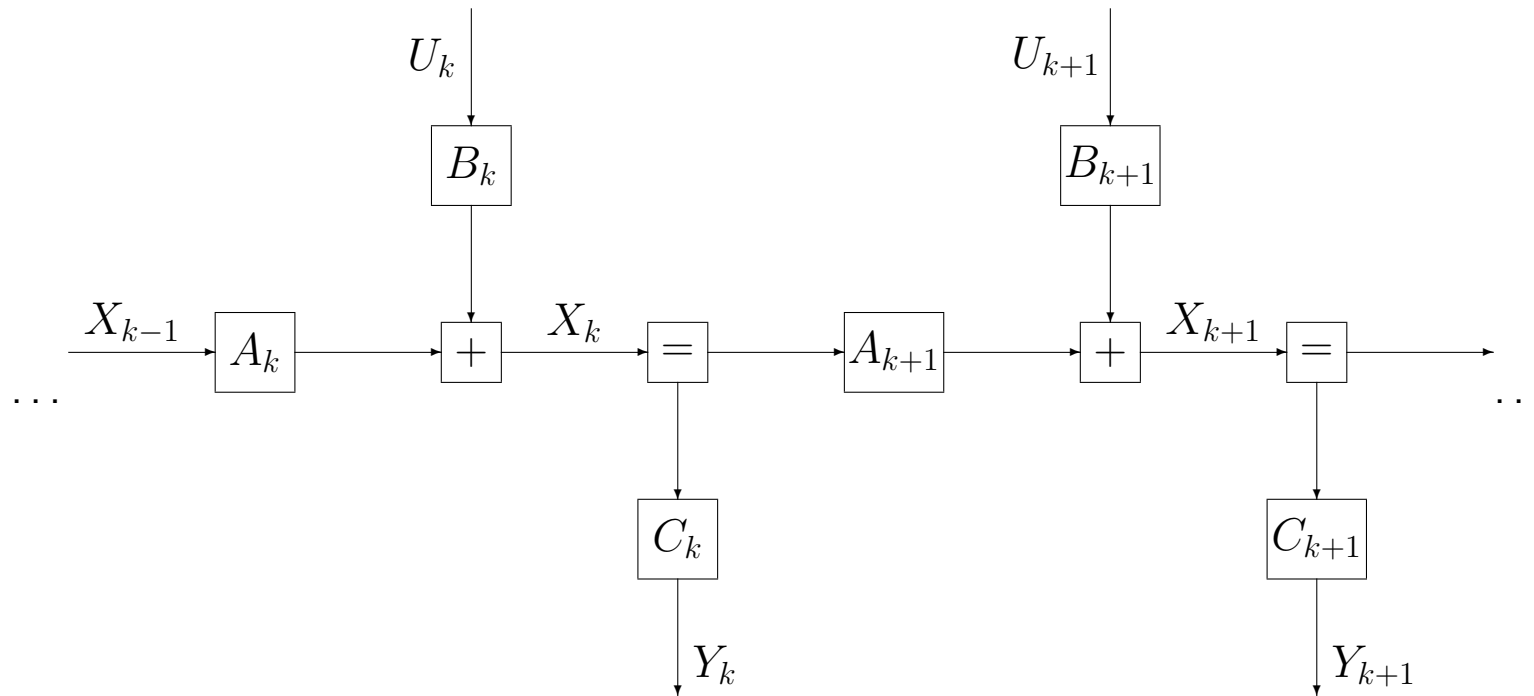 U_k U_{k+1}
B_k B_{k+1}
X_{k-1} A_k + X_k = A_{k+1} + X_{k+1} =
... ..
C_k C_{k+1}
Y_k Y_{k+1}